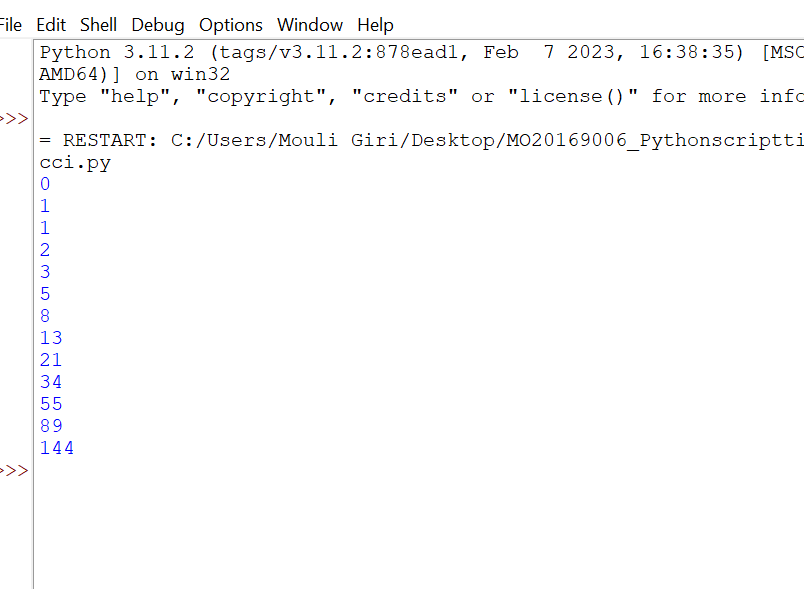 File Edit Shell Debug Options Window Help
Python 3.11.2 (tags/v3.11.2:878ead1, Feb  7 2023, 16:38:35) [MSC
AMD64)] on win32
Type "help", "copyright", "credits" or "license()" for more info
>>>
= RESTART: C:/Users/Mouli Giri/Desktop/MO20169006_Pythonscriptti
cci.py
0
1
1
2
3
5
8
13
21
34
55
89
144
>>>